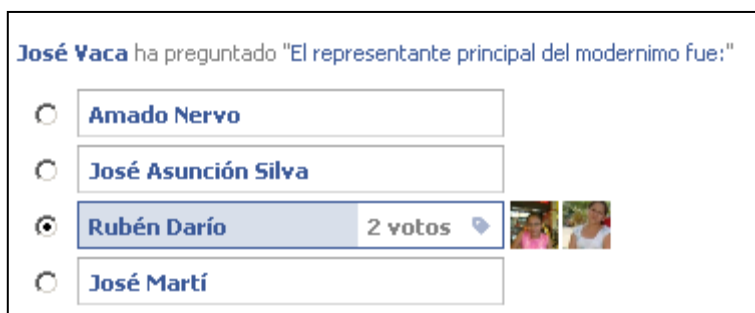 José Vaca ha preguntado "El representante principal del modernimo fue:"
Amado Nervo
José Asunción Silva
Rubén Darío 2 votos
José Martí